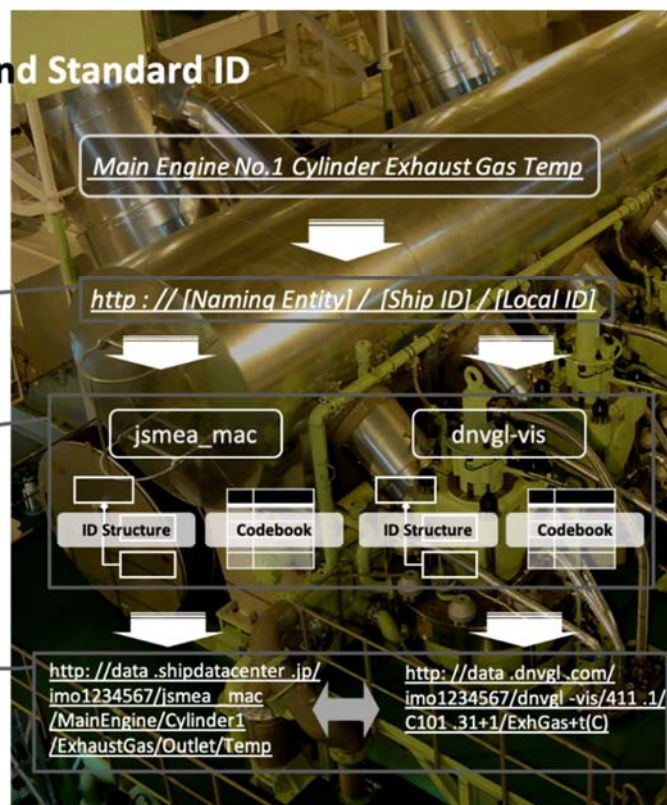 nd Standard ID
Main Engine No.1 Cylinder Exhaust Gas Temp
http : // [Naming Entity] / [Ship ID] / [Local ID]
jsmea_mac
dnvgl-vis
ID Structure
Codebook
ID Structure
Codebook
http: //data .shipdatacenter .jp/
imo1234567/jsmea _mac
/MainEngine/Cylinder1
/ExhaustGas/Outlet/Temp
http: //data .dnvgl .com/
imo1234567/dnvgl -vis/411 .1/
C101 .31+1/ExhGas+t(C)